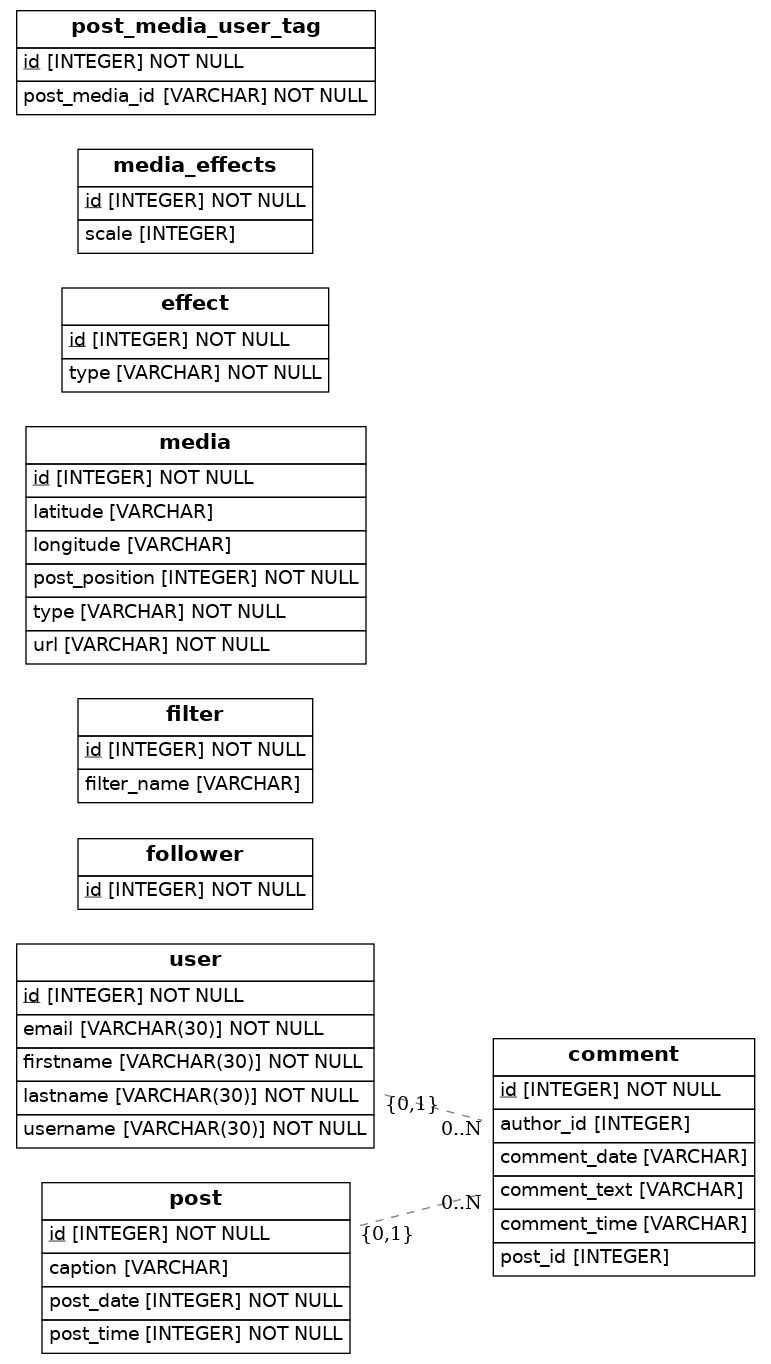 post_media_user_tag
id [INTEGER] NOT NULL
post_media_id [VARCHAR] NOT NULL
media_effects
id [INTEGER] NOT NULL
scale [INTEGER]
effect
id [INTEGER] NOT NULL
type [VARCHAR] NOT NULL
media
id [INTEGER] NOT NULL
latitude [VARCHAR]
longitude [VARCHAR]
post_position [INTEGER] NOT NULL
type [VARCHAR] NOT NULL
url [VARCHAR] NOT NULL
filter
id [INTEGER] NOT NULL
filter_name [VARCHAR]
follower
id [INTEGER] NOT NULL
user
id [INTEGER] NOT NULL
email [VARCHAR(30)] NOT NULL
firstname [VARCHAR(30)] NOT NULL
lastname [VARCHAR(30)] NOT NULL
username [VARCHAR(30)] NOT NULL
{0,1}
0..N
comment
id [INTEGER] NOT NULL
author_id [INTEGER]
comment_date [VARCHAR]
comment_text [VARCHAR]
comment_time [VARCHAR]
post_id [INTEGER]
0..N
{0,1}
post
id [INTEGER] NOT NULL
caption [VARCHAR]
post_date [INTEGER] NOT NULL
post_time [INTEGER] NOT NULL